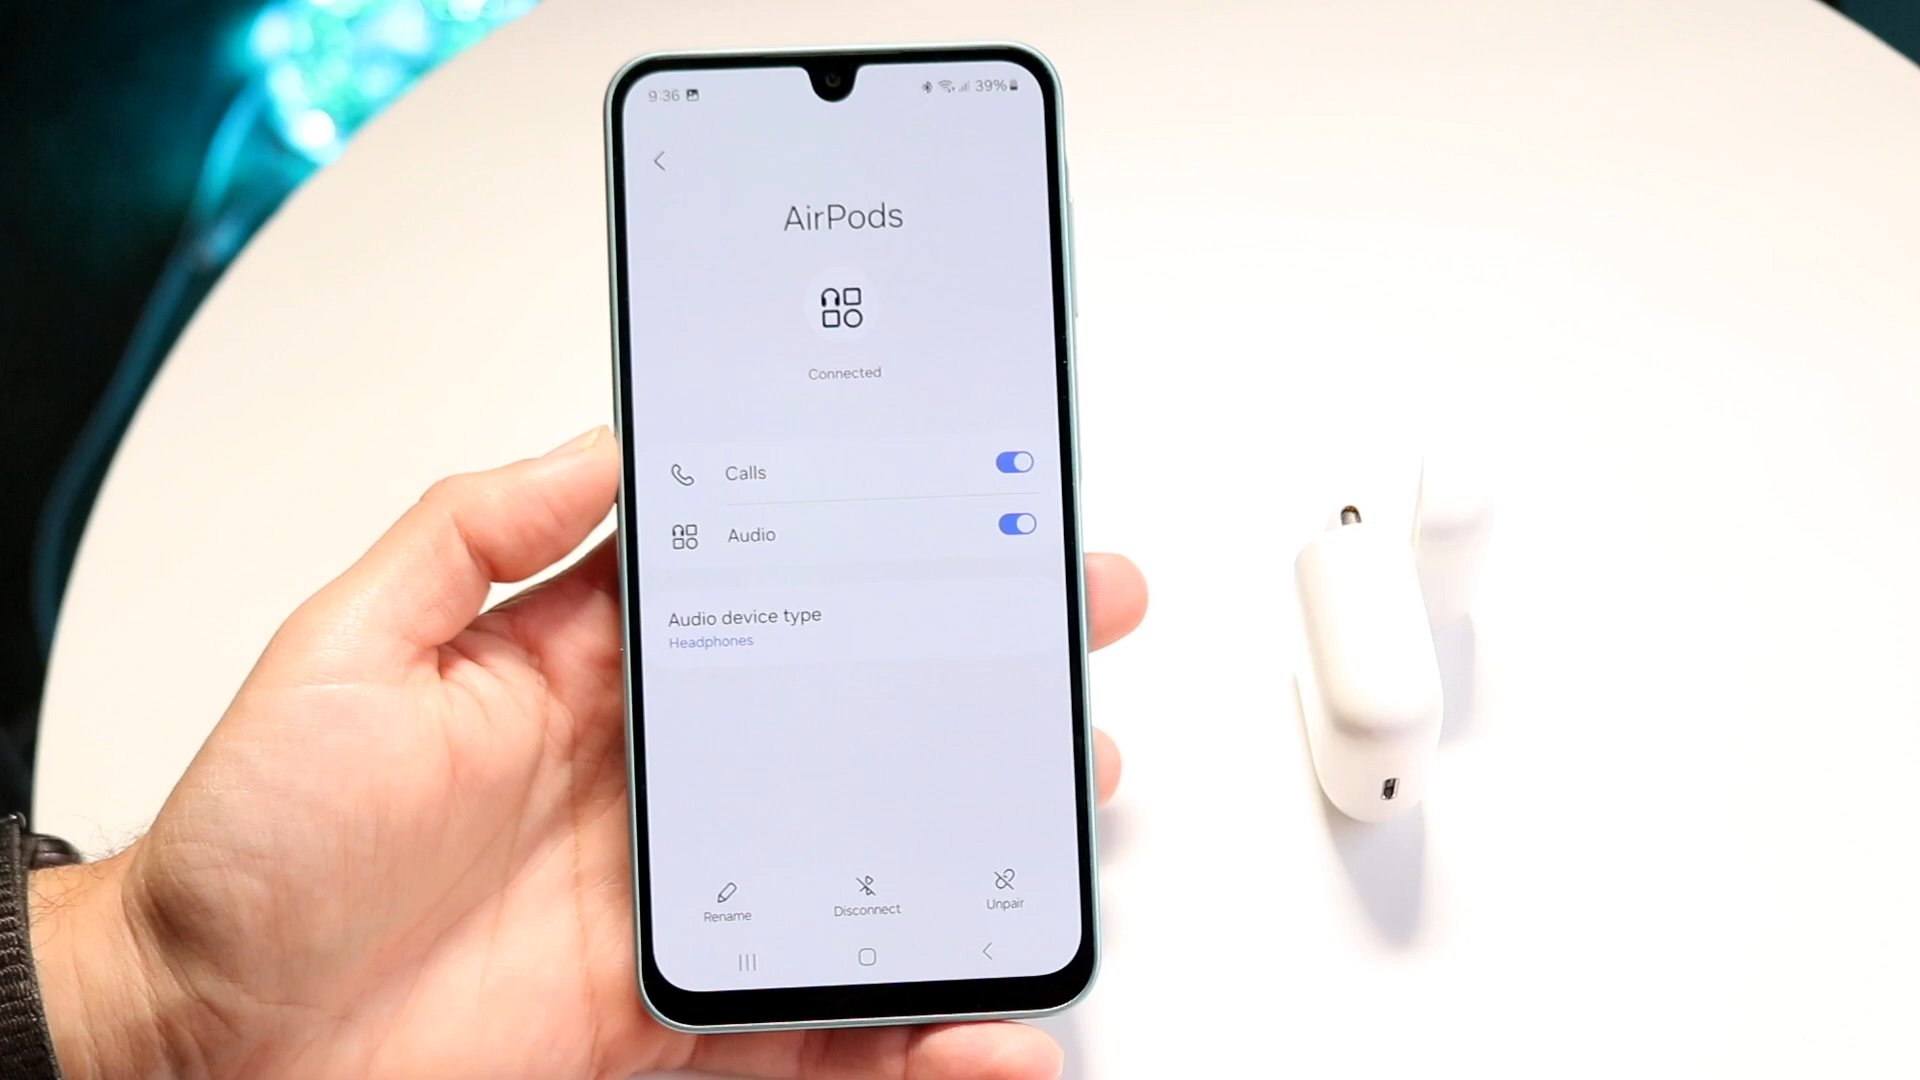 9:36 39%
AirPods
Connected
Calls
Audio
Audio device type
Headphones
Rename Disconnect Unpair